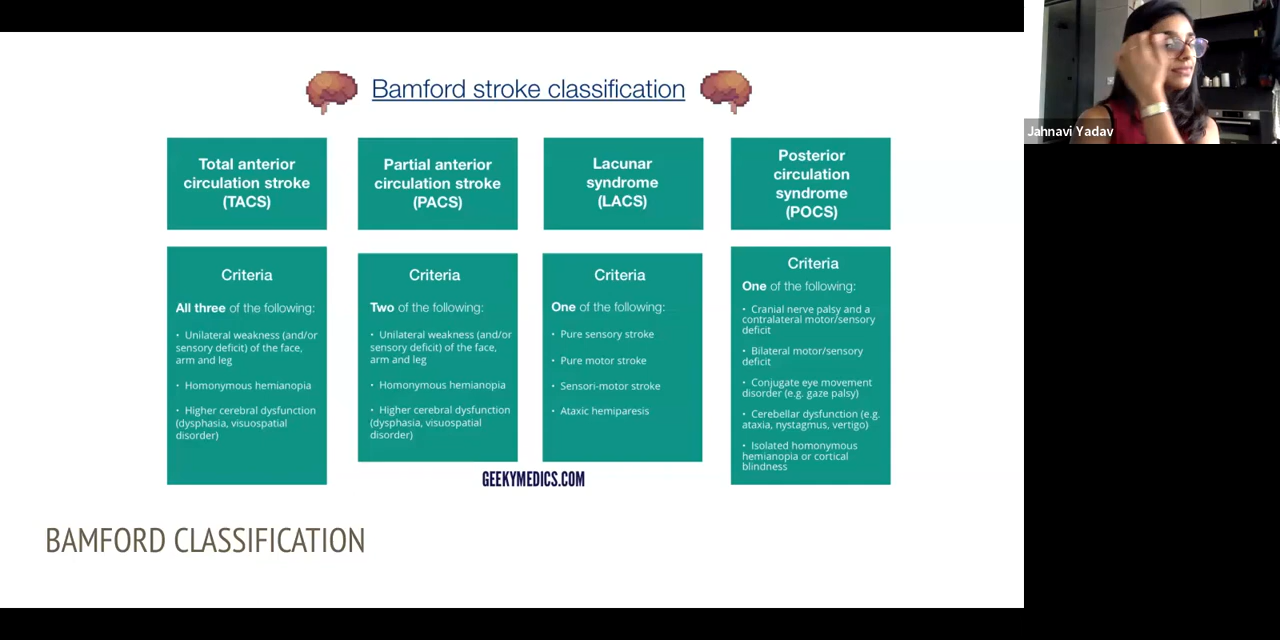 Bamford stroke classification
Jahnavi Yadav
Total anterior
circulation stroke
(TACS)
Partial anterior
circulation stroke
(PACS)
Lacunar
syndrome
(LACS)
Posterior
circulation
syndrome
(POCS)
Criteria
All three of the following:
• Unilateral weakness (and/or
sensory deficit) of the face,
arm and leg
• Homonymous hemianopia
• Higher cerebral dysfunction
(dysphasia, visuospatial
disorder)
Criteria
Two of the following:
• Unilateral weakness (and/or
sensory deficit) of the face,
arm and leg
• Homonymous hemianopia
• Higher cerebral dysfunction
(dysphasia, visuospatial
disorder)
Criteria
One of the following:
• Pure sensory stroke
• Pure motor stroke
• Sensori-motor stroke
• Ataxic hemiparesis
Criteria
One of the following:
• Cranial nerve palsy and a
contralateral motor/sensory
deficit
• Bilateral motor/sensory
deficit
• Conjugate eye movement
disorder (e.g. gaze palsy)
• Cerebellar dysfunction (e.g.
ataxia, nystagmus, vertigo)
• Isolated homonymous
hemianopia or cortical
blindness
GEEKYMEDICS.COM
BAMFORD CLASSIFICATION